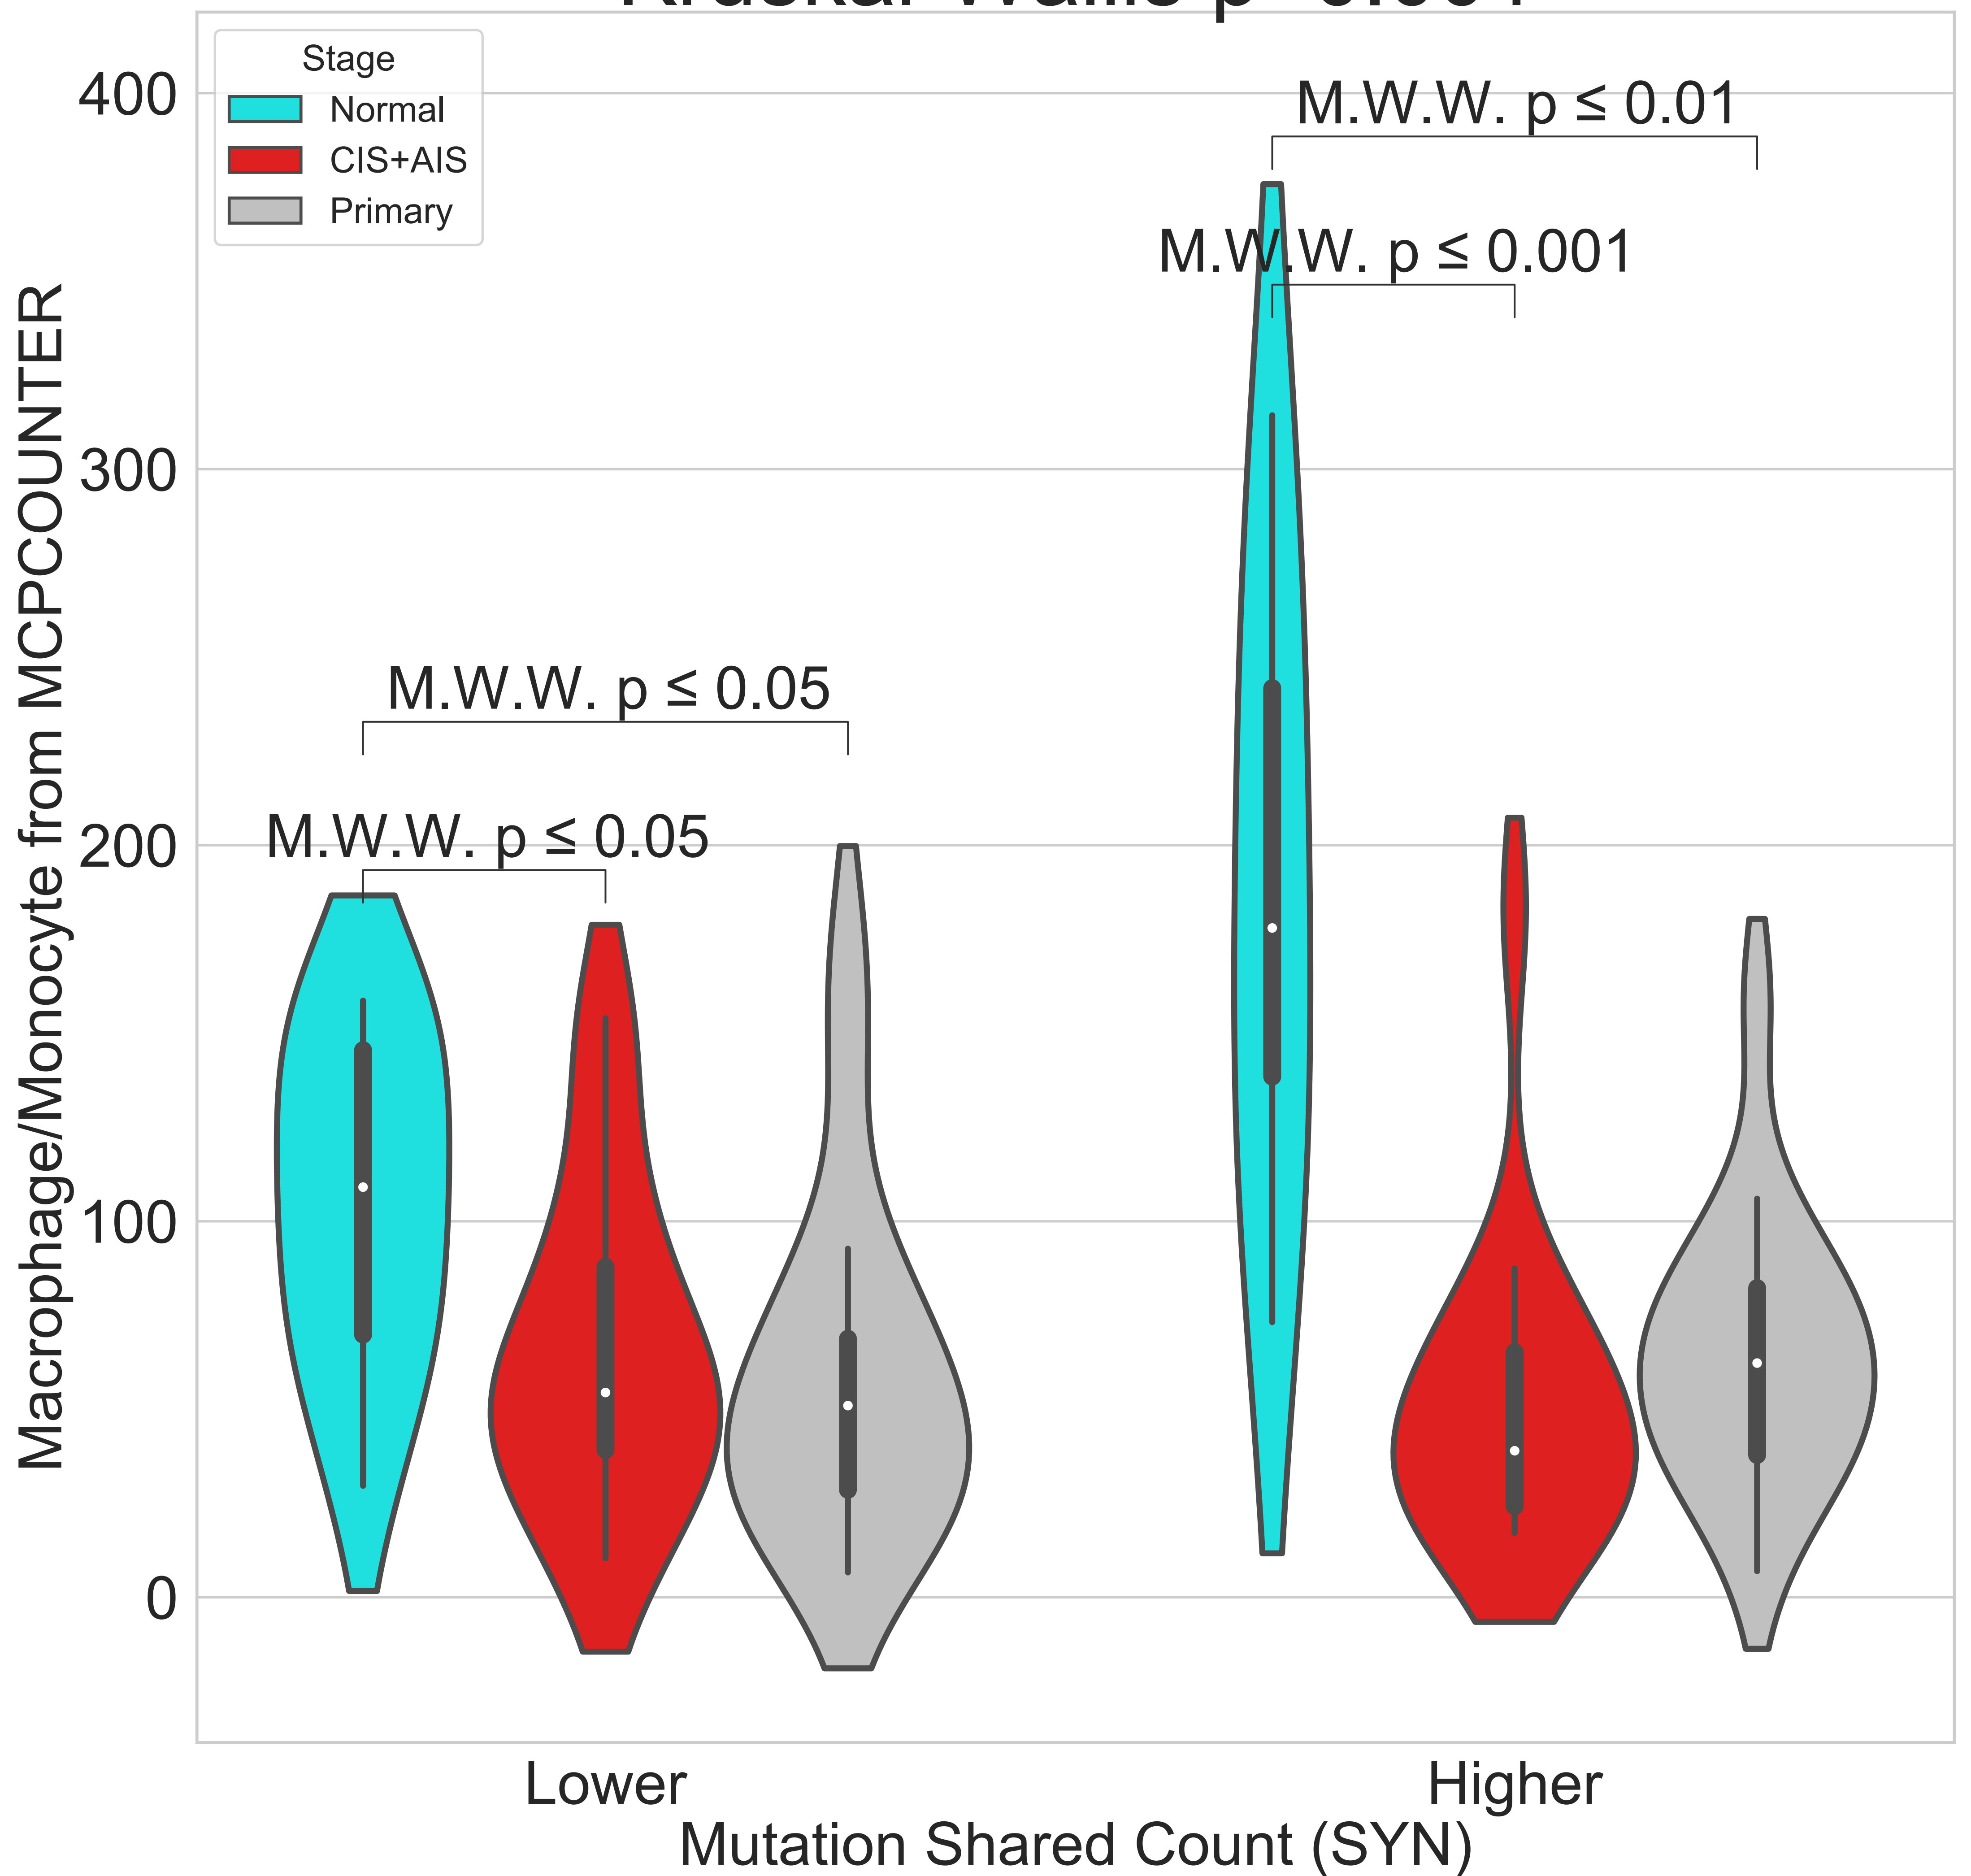 Stage
Normal
CIS+AIS
Primary
M.W.W. p ≤ 0.01
M.W.W. p ≤ 0.001
M.W.W. p ≤ 0.05
M.W.W. p ≤ 0.05
Macrophage/Monocyte from MCPCOUNTER
400
300
200
100
0
Lower
Higher
Mutation Shared Count (SYN)